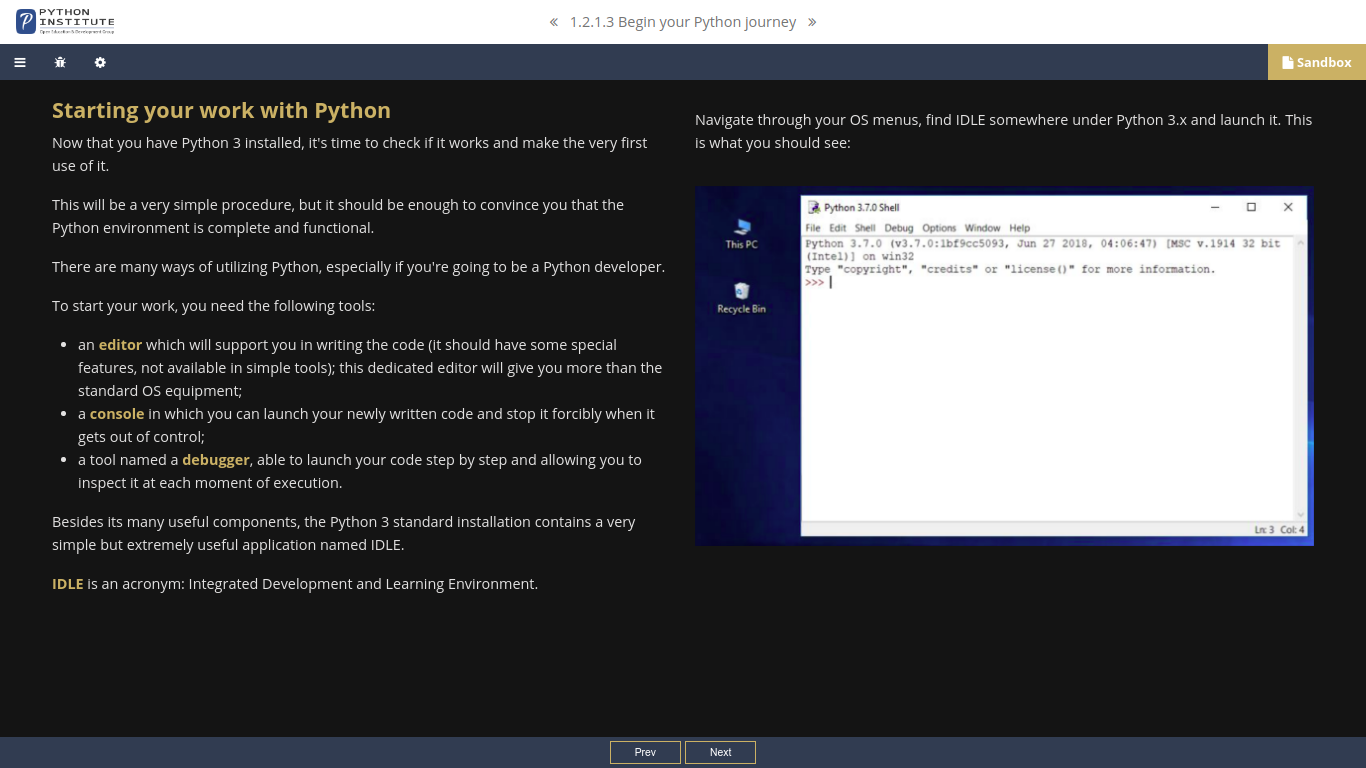 PYTHON
INSTITUTE
Open Education & Development Group
« 1.2.1.3 Begin your Python journey »
Sandbox
Starting your work with Python
Now that you have Python 3 installed, it's time to check if it works and make the very first
use of it.
This will be a very simple procedure, but it should be enough to convince you that the
Python environment is complete and functional.
There are many ways of utilizing Python, especially if you're going to be a Python developer.
To start your work, you need the following tools:
• an editor which will support you in writing the code (it should have some special
features, not available in simple tools); this dedicated editor will give you more than the
standard OS equipment;
• a console in which you can launch your newly written code and stop it forcibly when it
gets out of control;
• a tool named a debugger, able to launch your code step by step and allowing you to
inspect it at each moment of execution.
Besides its many useful components, the Python 3 standard installation contains a very
simple but extremely useful application named IDLE.
IDLE is an acronym: Integrated Development and Learning Environment.
Navigate through your OS menus, find IDLE somewhere under Python 3.x and launch it. This
is what you should see:
This PC
Recycle Bin
Python 3.7.0 Shell
File Edit Shell Debug Options Window Help
Python 3.7.0 (v3.7.0:1bf9cc5093, Jun 27 2018, 04:06:47) [MSC v.1914 32 bit
(Intel)] on win32
Type "copyright", "credits" or "license()" for more information.
>>>
Ln: 3 Col: 4
Prev
Next